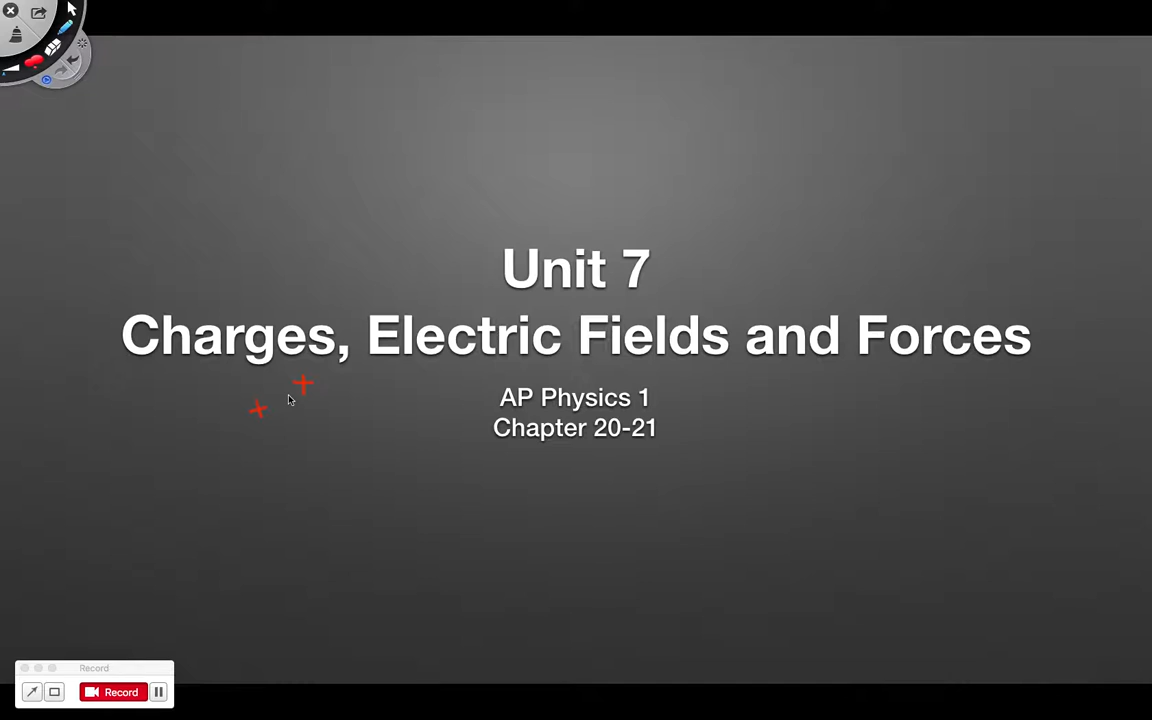 Unit 7
Charges, Electric Fields and Forces
AP Physics 1
Chapter 20-21
Record
Record